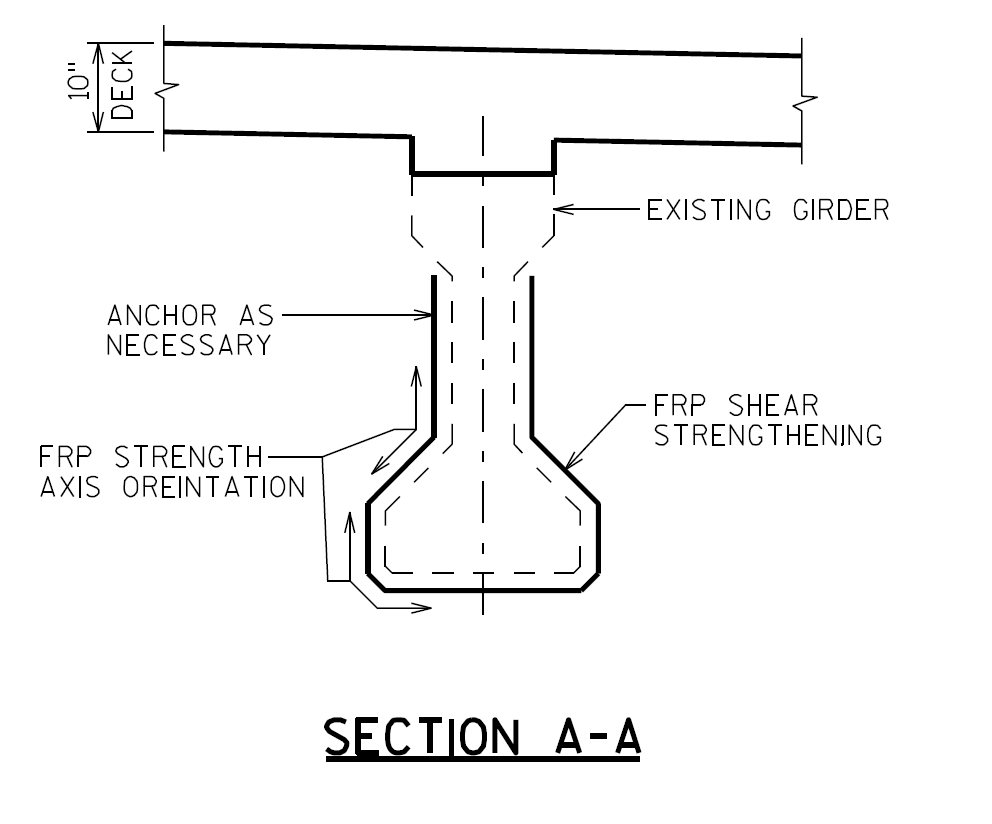 10"
DECK
EXISTING GIRDER
ANCHOR AS
NECESSARY
FRP SHEAR
STRENGTHENING
FRP STRENGTH
AXIS OREINTATION
SECTION A-A